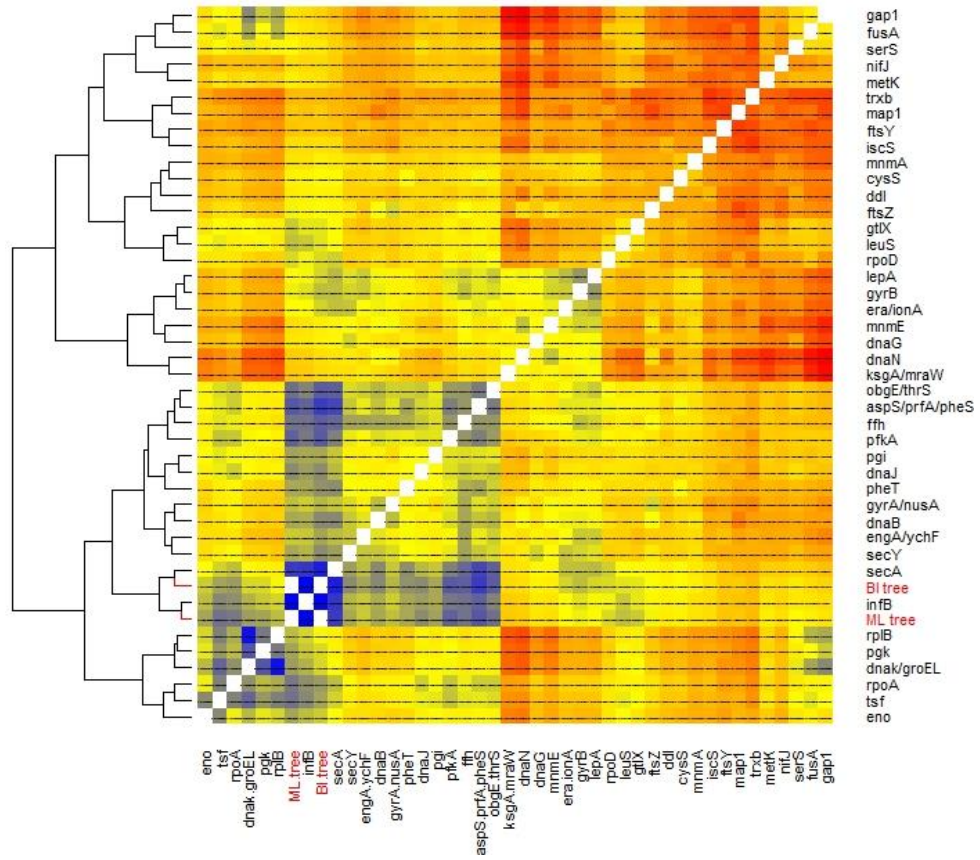 gap1
fusA
serS
nifJ
metK
trxb
map1
ftsY
iscS
mnmA
cysS
ddl
ftsZ
gtlX
leuS
rpoD
lepA
gyrB
era/ionA
mnmE
dnaG
dnaN
ksgA/mraW
obgE/thrS
aspS/prfA/pheS
ffh
pfkA
pgi
dnaJ
pheT
gyrA/nusA
dnaB
engA/ychF
secY
secA
BI tree
infB
ML tree
rplB
pgk
dnak/groEL
rpoA
tsf
eno
eno
tsf
rpoA
dnak.groEL
pgk
rplB
ML.tree
infB
BI.tree
secA
secY
engA.ychF
dnaB
gyrA.nusA
pheT
dnaJ
pgi
pfkA
ffh
aspS.prfA.pheS
obgE.thrS
ksgA.mraW
dnaN
dnaG
mnmE
era.ionA
gyrB
lepA
rpoD
leuS
gtlX
ftsZ
ddl
cysS
mnmA
iscS
ftsY
map1
trxb
metK
nifJ
serS
fusA
gap1